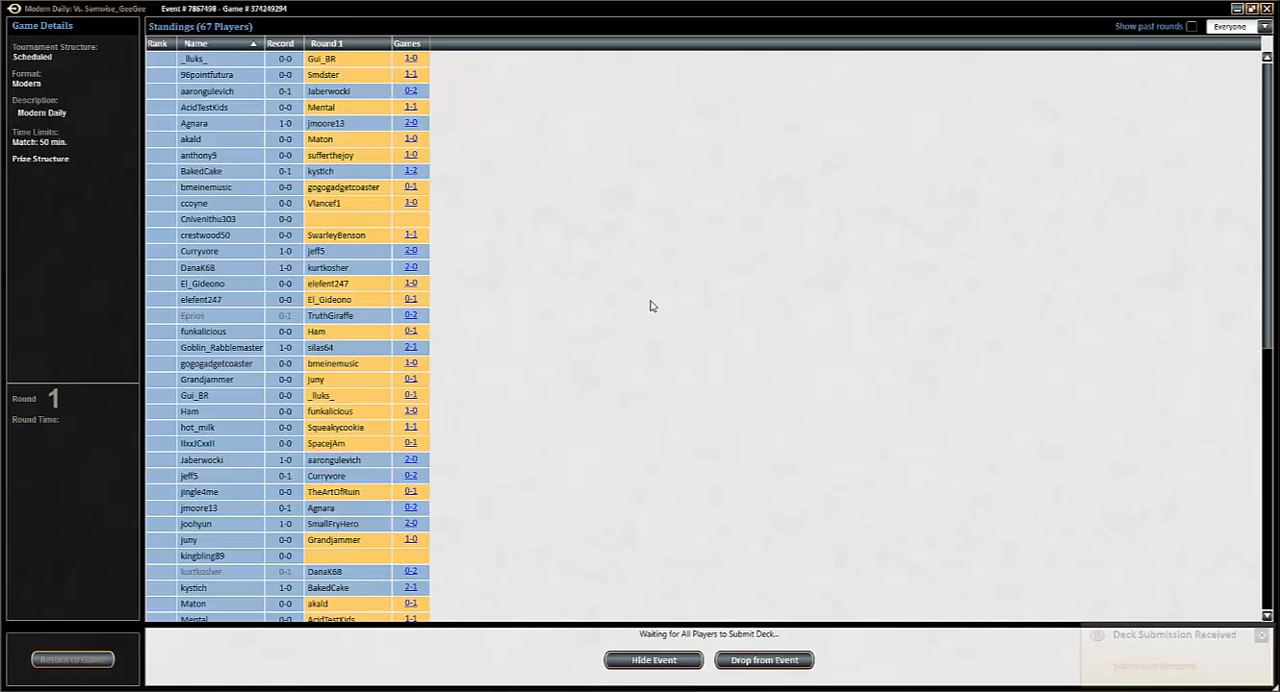 Modern Daily: Vs. Samwise_GeeGee Event # 7867498 - Game # 374249294
Game Details
Tournament Structure:
Scheduled
Format:
Modern
Description:
Modern Daily
Time Limits:
Match: 50 min.
Prize Structure
Round 1
Round Time:
Return to Game
Standings (67 Players) Show past rounds Everyone
Rank Name Record Round 1 Games
_lluks_ 0-0 Gui_BR 1-0
96pointfutura 0-0 Smdster 1-1
aarongulevich 0-1 Jaberwocki 0-2
AcidTestKids 0-0 Mental 1-1
Agnara 1-0 jmoore13 2-0
akald 0-0 Maton 1-0
anthony9 0-0 sufferthejoy 1-0
BakedCake 0-1 kystich 1-2
bmeinemusic 0-0 gogogadgetcoaster 0-1
ccoyne 0-0 Vlancef1 1-0
Cnivenithu303 0-0
crestwood50 0-0 SwarleyBenson 1-1
Curryvore 1-0 jeff5 2-0
DanaK68 1-0 kurtkosher 2-0
El_Gideono 0-0 elefent247 1-0
elefent247 0-0 El_Gideono 0-1
Eprios 0-1 TruthGiraffe 0-2
funkalicious 0-0 Ham 0-1
Goblin_Rabblemaster 1-0 silas64 2-1
gogogadgetcoaster 0-0 bmeinemusic 1-0
Grandjammer 0-0 Juny 0-1
Gui_BR 0-0 _lluks_ 0-1
Ham 0-0 funkalicious 1-0
hot_milk 0-0 Squeakycookie 1-1
IIxxJCxxII 0-0 SpacejAm 0-1
Jaberwocki 1-0 aarongulevich 2-0
jeff5 0-1 Curryvore 0-2
Jingle4me 0-0 TheArtOfRuin 0-1
jmoore13 0-1 Agnara 0-2
joohyun 1-0 SmallFryHero 2-0
Juny 0-0 Grandjammer 1-0
kingbling89 0-0
kurtkosher 0-1 DanaK68 0-2
kystich 1-0 BakedCake 2-1
Maton 0-0 akald 0-1
Mental 0-0 AcidTestKids 1-1
Waiting for All Players to Submit Deck...
Hide Event Drop from Event
Deck Submission Received
Submission Received